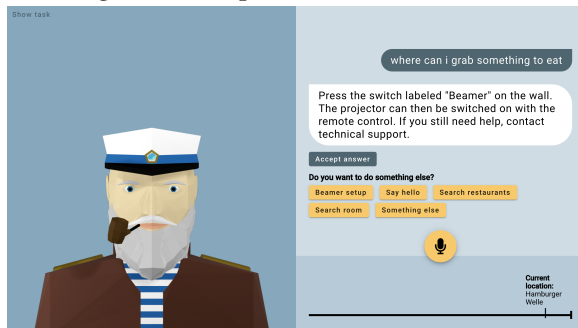 Show task
where can i grab something to eat
Press the switch labeled "Beamer" on the wall.
The projector can then be switched on with the
remote control. If you still need help, contact
technical support.
Accept answer
Do you want to do something else?
Beamer setup
Say hello
Search restaurants
Search room
Something else
Current
location:
Hamburger
Welle